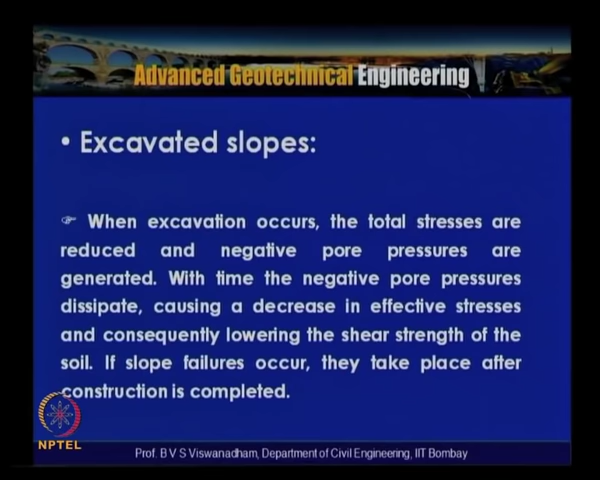 Advanced Geotechnical Engineering
• Excavated slopes:
☞ When excavation occurs, the total stresses are
reduced and negative pore pressures are
generated. With time the negative pore pressures
dissipate, causing a decrease in effective stresses
and consequently lowering the shear strength of the
soil. If slope failures occur, they take place after
construction is completed.
NPTEL
Prof. B V S Viswanadham, Department of Civil Engineering, IIT Bombay